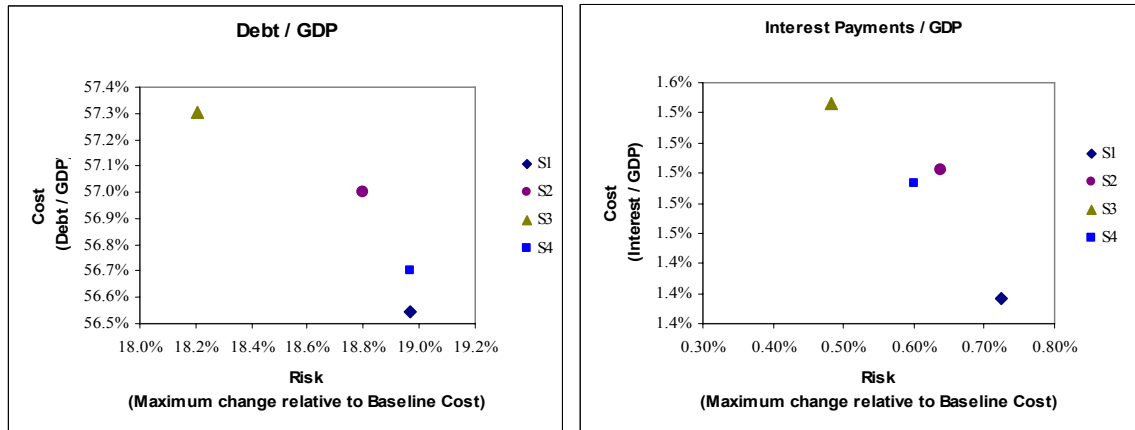 Debt / GDP
57.4%
57.3%
57.2%
57.1%
57.0%
56.9%
56.8%
56.7%
56.6%
56.5%
18.0% 18.2% 18.4% 18.6% 18.8% 19.0% 19.2%
Cost
(Debt / GDP)
Risk
(Maximum change relative to Baseline Cost)
S1
S2
S3
S4
Interest Payments / GDP
1.6%
1.5%
1.5%
1.5%
1.5%
1.5%
1.4%
1.4%
1.4%
0.30% 0.40% 0.50% 0.60% 0.70% 0.80%
Cost
(Interest / GDP)
Risk
(Maximum change relative to Baseline Cost)
S1
S2
S3
S4